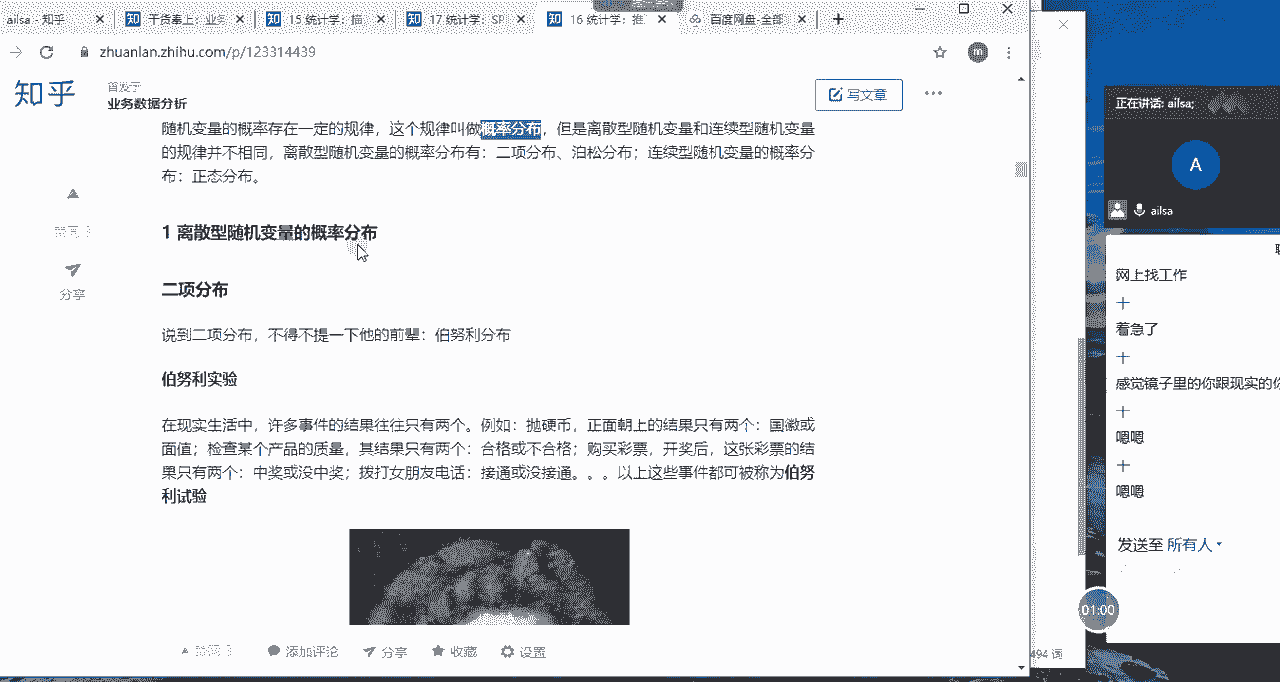 ailsa - 知乎
干货奉上：业务
15 统计学：描
17 统计学：SP
16 统计学：推
百度网盘-全部
zhuanlan.zhihu.com/p/123314439
m
知乎
首发于
业务数据分析
写文章
随机变量的概率存在一定的规律，这个规律叫做概率分布，但是离散型随机变量和连续型随机变量
的规律并不相同，离散型随机变量的概率分布有：二项分布、泊松分布；连续型随机变量的概率分
布：正态分布。
分享
1 离散型随机变量的概率分布
二项分布
说到二项分布，不得不提一下他的前辈：伯努利分布
伯努利实验
在现实生活中，许多事件的结果往往只有两个。例如：抛硬币，正面朝上的结果只有两个：国徽或
面值；检查某个产品的质量，其结果只有两个：合格或不合格；购买彩票，开奖后，这张彩票的结
果只有两个：中奖或没中奖；拨打女朋友电话：接通或没接通。。。以上这些事件都可被称为伯努
利试验
添加评论
分享
收藏
设置
正在讲话: ailsa;
A
ailsa
网上找工作
着急了
感觉镜子里的你跟现实的你
嗯嗯
嗯嗯
发送至 所有人
01:00
494 词